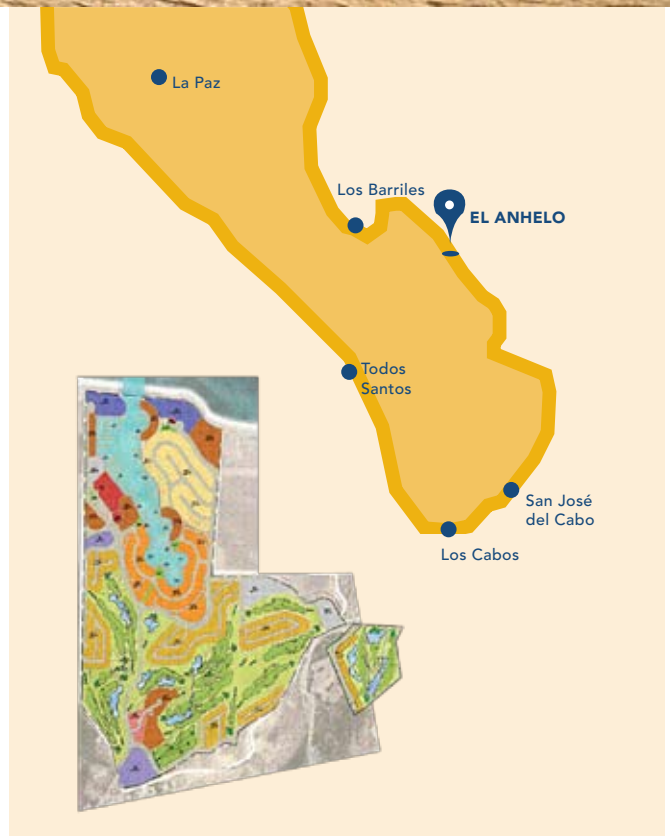 La Paz
Los Barriles
EL ANHELO
Todos
Santos
San José
del Cabo
Los Cabos